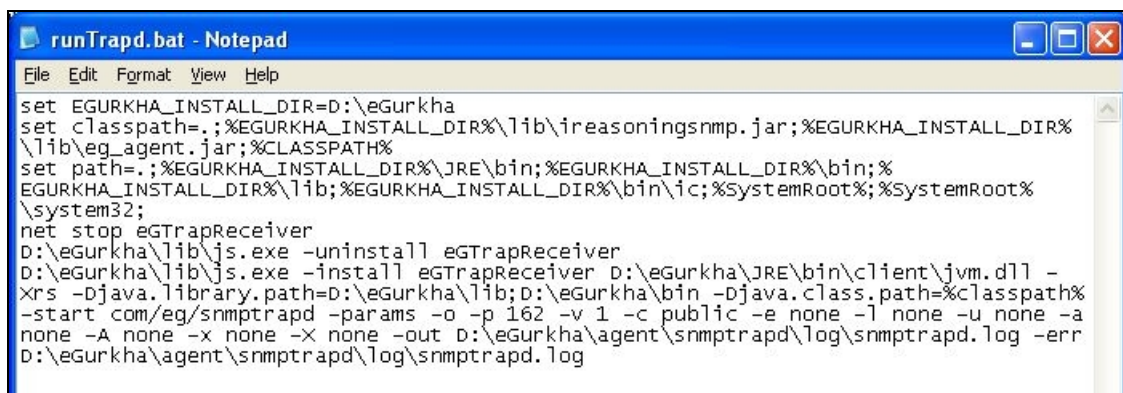 runTrapd.bat - Notepad
File Edit Format View Help
set EGURKHA_INSTALL_DIR=D:\eGurkha
set classpath=.;%EGURKHA_INSTALL_DIR%\lib\ireasoningsnmp.jar;%EGURKHA_INSTALL_DIR%
\lib\eg_agent.jar;%CLASSPATH%
set path=.;%EGURKHA_INSTALL_DIR%\JRE\bin;%EGURKHA_INSTALL_DIR%\bin;%
EGURKHA_INSTALL_DIR%\lib;%EGURKHA_INSTALL_DIR%\bin\ic;%SystemRoot%;%SystemRoot%
\system32;
net stop eGTrapReceiver
D:\eGurkha\lib\js.exe -uninstall eGTrapReceiver
D:\eGurkha\lib\js.exe -install eGTrapReceiver D:\eGurkha\JRE\bin\client\jvm.dll -
Xrs -Djava.library.path=D:\eGurkha\lib;D:\eGurkha\bin -Djava.class.path=%classpath%
-start com/eg/snmptrapd -params -o -p 162 -v 1 -c public -e none -l none -u none -a
none -A none -x none -X none -out D:\eGurkha\agent\snmptrapd\log\snmptrapd.log -err
D:\eGurkha\agent\snmptrapd\log\snmptrapd.log